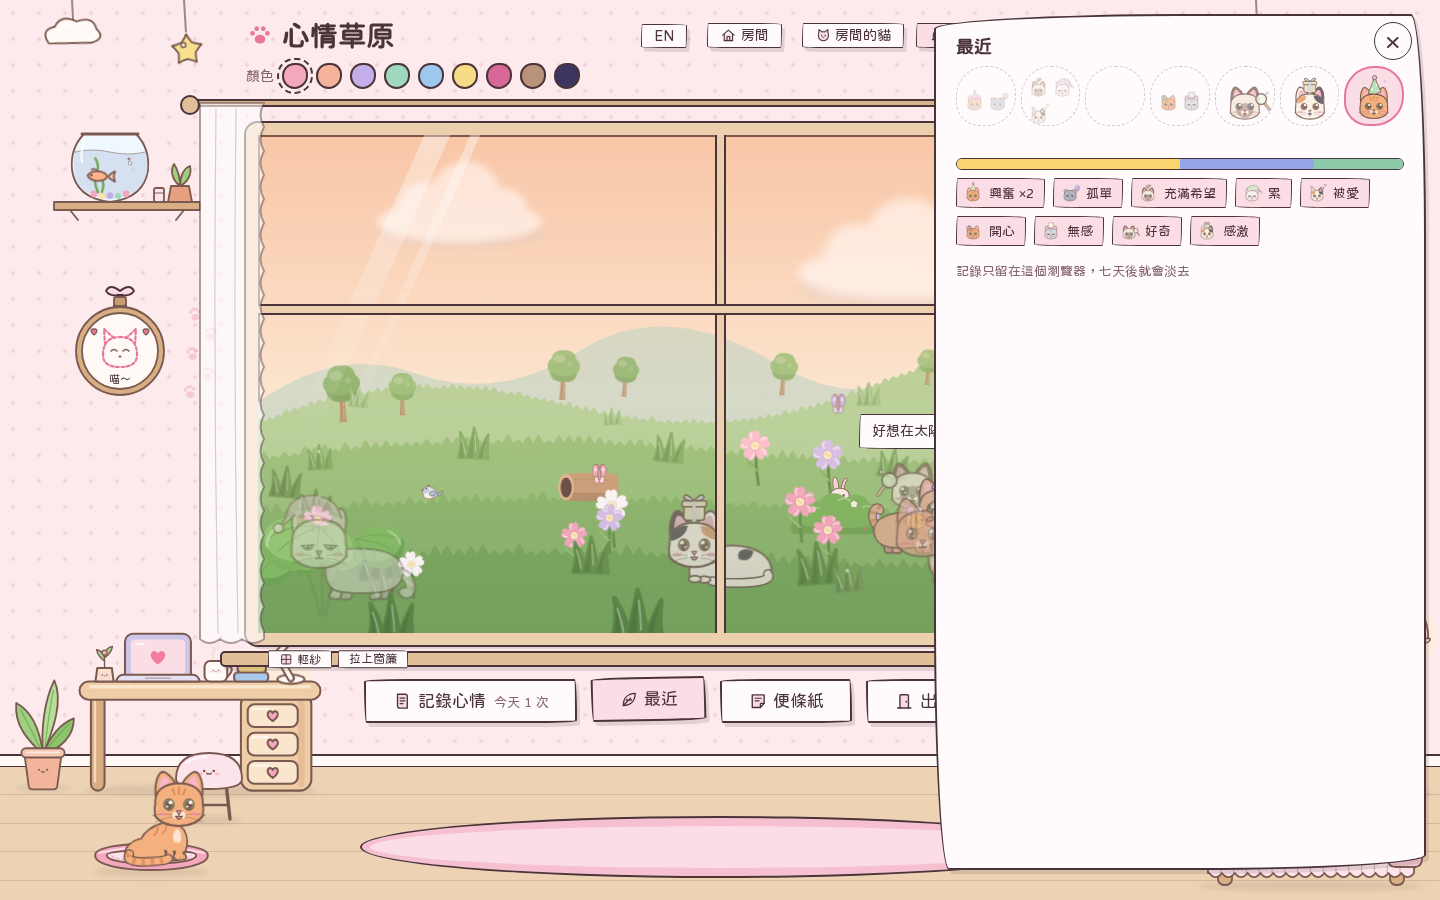 心情草原
EN
房間
房間的貓
顏色
最近
興奮 ×2
孤單
充滿希望
累
被愛
開心
無感
好奇
感激
記錄只留在這個瀏覽器，七天後就會淡去
喵～
好想在太
輕紗
拉上窗簾
記錄心情 今天 1 次
最近
便條紙
出